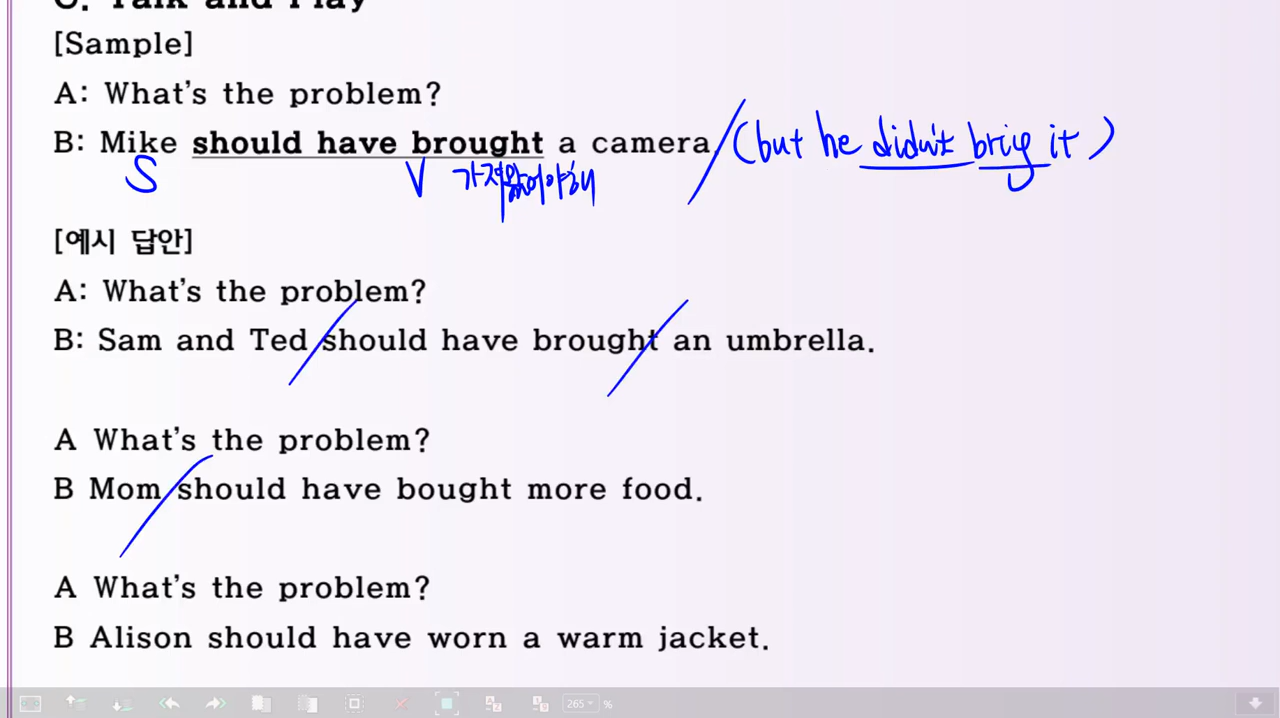 C. Talk and Play
[Sample]
A: What's the problem?
B: Mike should have brought a camera. (but he didn't brig it)
S V 가져왔어야해
[예시 답안]
A: What's the problem?
B: Sam and Ted should have brought an umbrella.
A What's the problem?
B Mom should have bought more food.
A What's the problem?
B Alison should have worn a warm jacket.
265 %